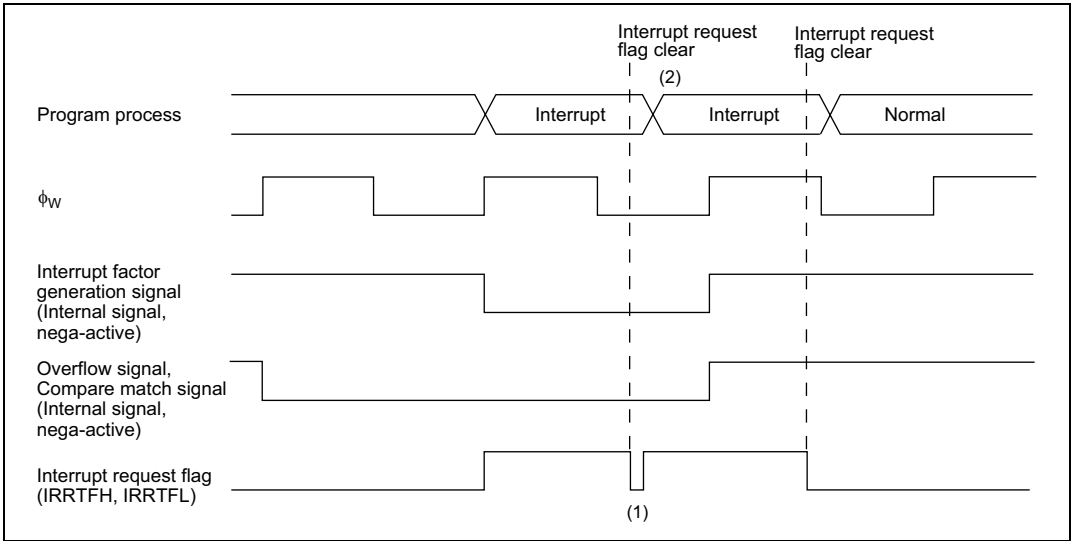 Interrupt request
flag clear
Interrupt request
flag clear
(2)
Program process
Interrupt
Interrupt
Normal
ϕW
Interrupt factor
generation signal
(Internal signal,
nega-active)
Overflow signal,
Compare match signal
(Internal signal,
nega-active)
Interrupt request flag
(IRRTFH, IRRTFL)
(1)